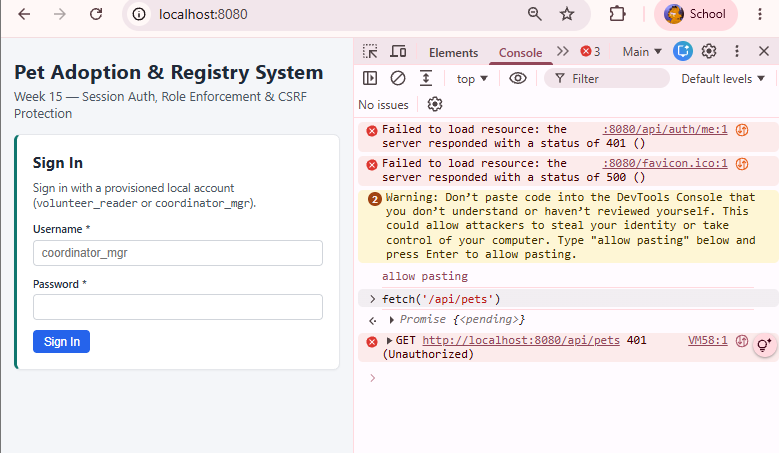 localhost:8080
School
Pet Adoption & Registry System
Week 15 — Session Auth, Role Enforcement & CSRF
Protection
Sign In
Sign in with a provisioned local account
(volunteer_reader or coordinator_mgr).
Username *
coordinator_mgr
Password *
Sign In
Elements
Console
3
Main
top
Filter
Default levels
No issues
Failed to load resource: the :8080/api/auth/me:1
server responded with a status of 401 ()
Failed to load resource: the :8080/favicon.ico:1
server responded with a status of 500 ()
2 Warning: Don’t paste code into the DevTools Console that
you don’t understand or haven’t reviewed yourself. This
could allow attackers to steal your identity or take
control of your computer. Type "allow pasting" below and
press Enter to allow pasting.
allow pasting
fetch('/api/pets')
Promise {<pending>}
GET http://localhost:8080/api/pets 401 VM58:1
(Unauthorized)